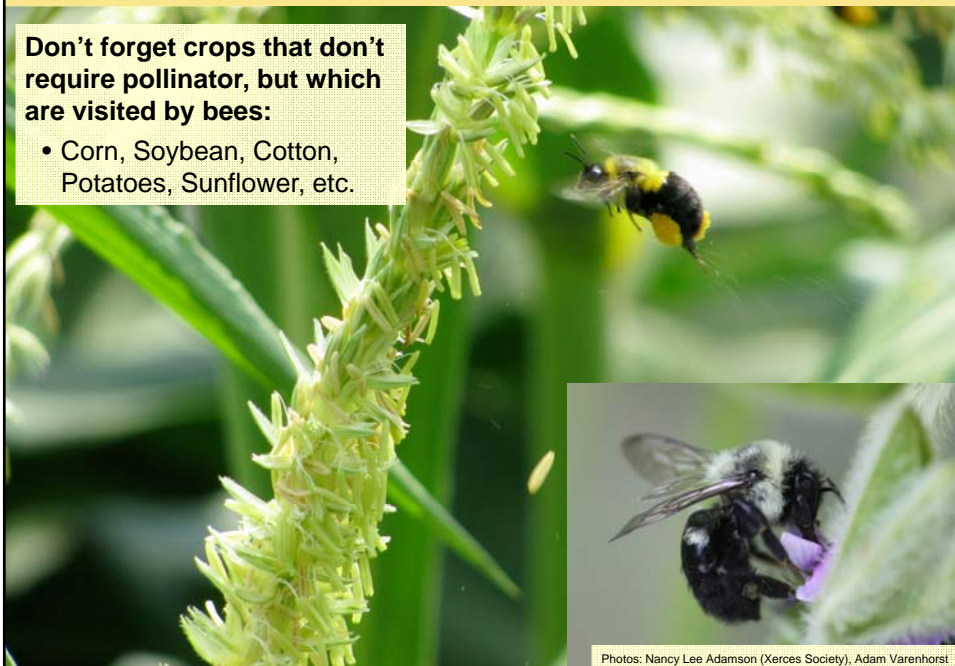 Don’t forget crops that don’t
require pollinator, but which
are visited by bees:
• Corn, Soybean, Cotton,
Potatoes, Sunflower, etc.
Photos: Nancy Lee Adamson (Xerces Society), Adam Varenhorst